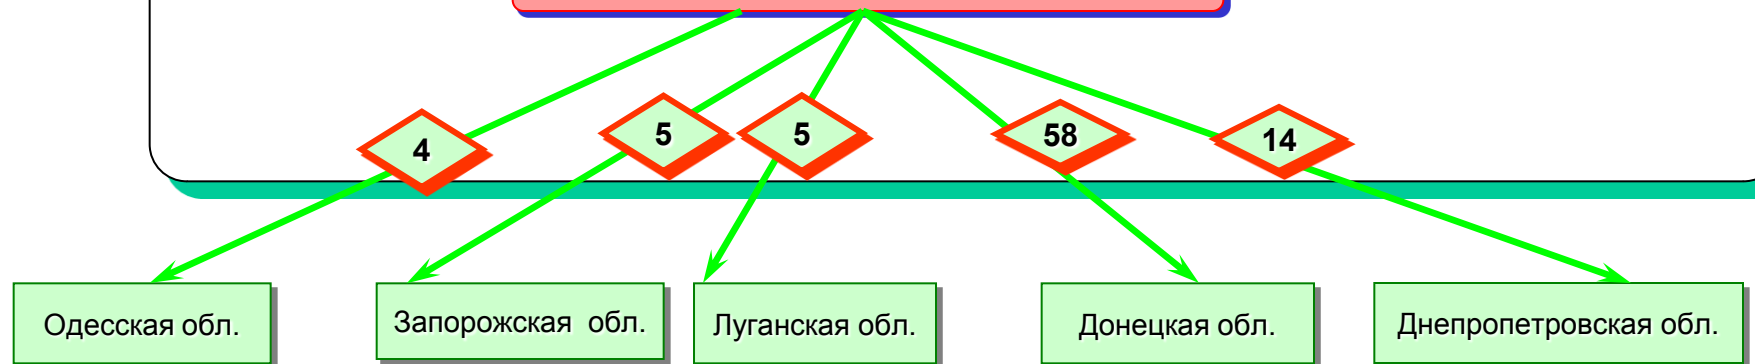 4
5
5
58
14
Одесская обл.
Запорожская обл.
Луганская обл.
Донецкая обл.
Днепропетровская обл.